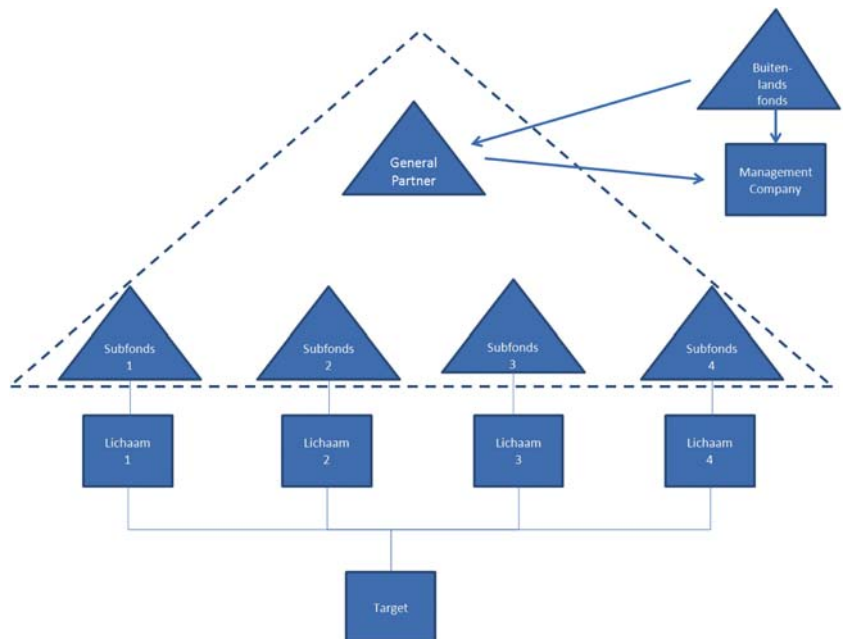 Buiten-
lands
fonds
General
Partner
Management
Company
Subfonds
1
Subfonds
2
Subfonds
3
Subfonds
4
Lichaam
1
Lichaam
2
Lichaam
3
Lichaam
4
Target